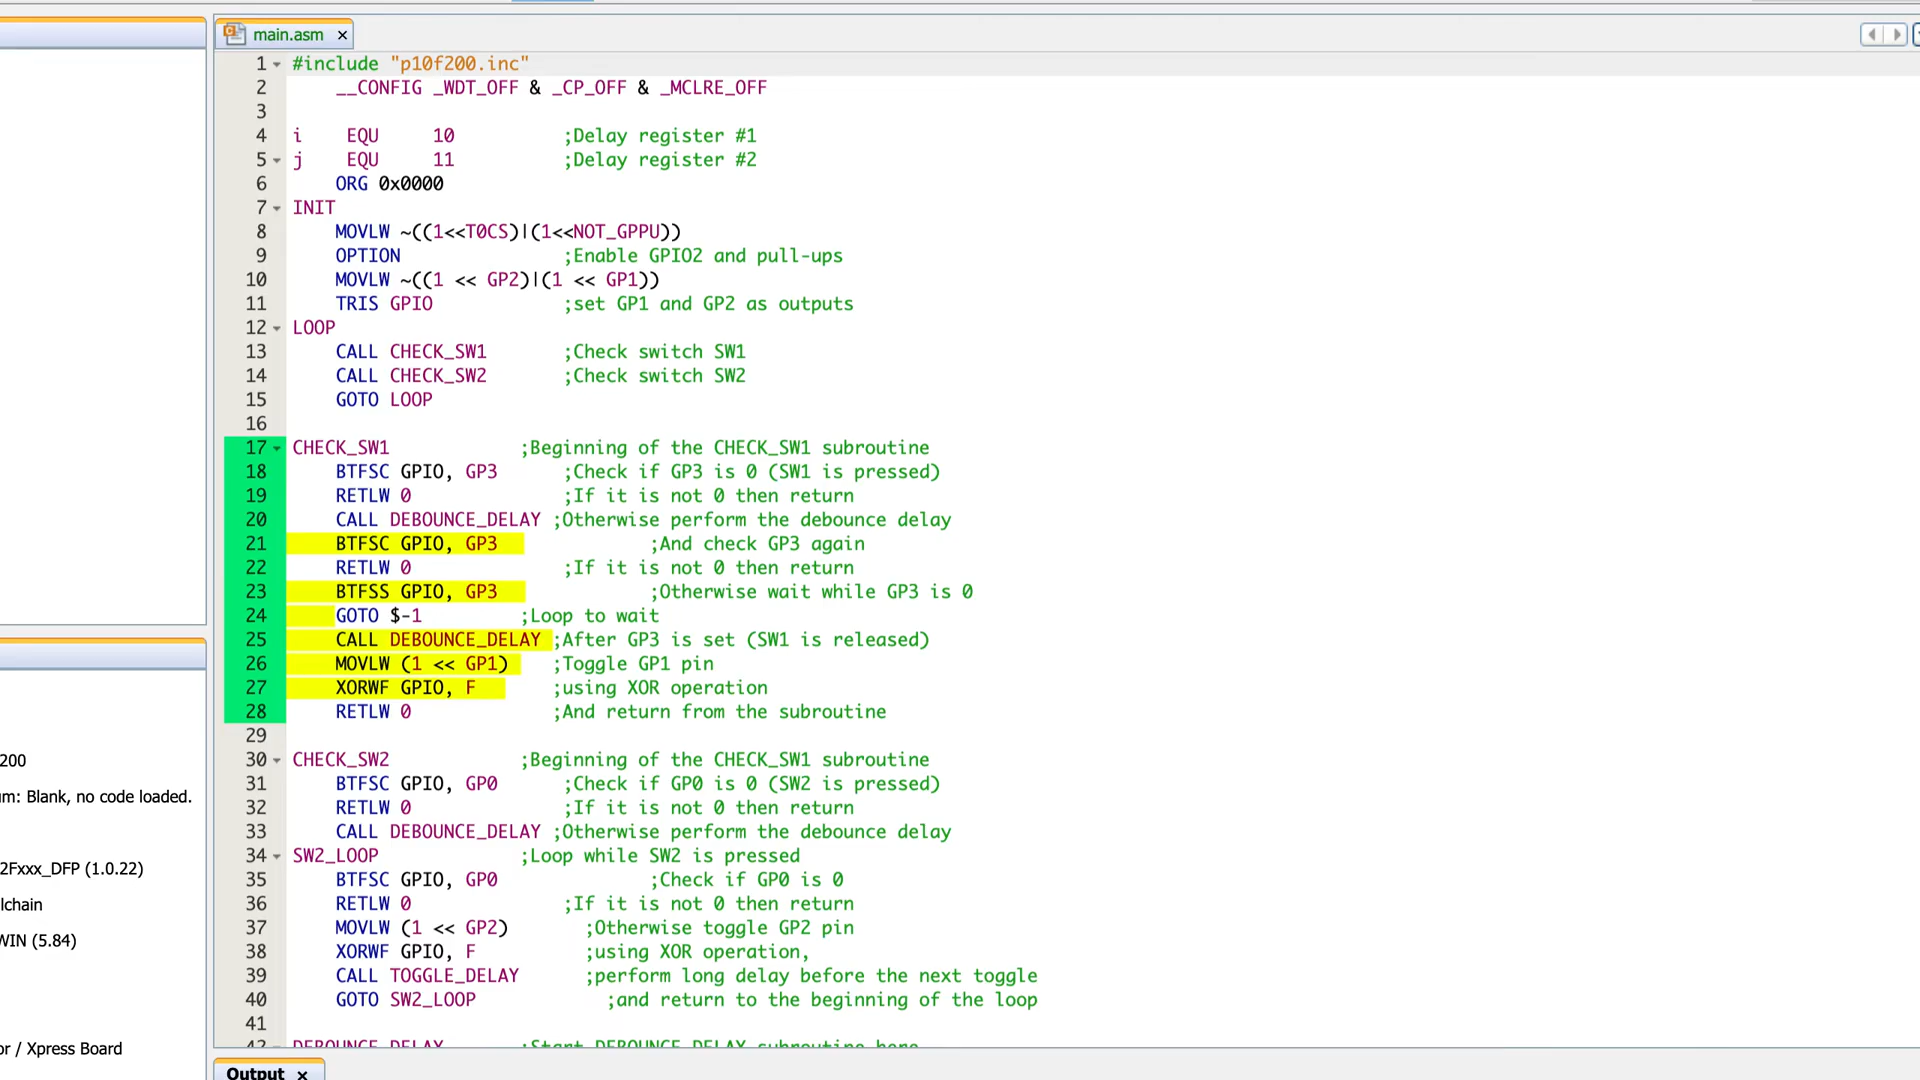 main.asm
1 #include "p10f200.inc"
2 __CONFIG _WDT_OFF & _CP_OFF & _MCLRE_OFF
3
4 i EQU 10 ;Delay register #1
5 j EQU 11 ;Delay register #2
6 ORG 0x0000
7 INIT
8 MOVLW ~((1<<T0CS)|(1<<NOT_GPPU))
9 OPTION ;Enable GPIO2 and pull-ups
10 MOVLW ~((1 << GP2)|(1 << GP1))
11 TRIS GPIO ;set GP1 and GP2 as outputs
12 LOOP
13 CALL CHECK_SW1 ;Check switch SW1
14 CALL CHECK_SW2 ;Check switch SW2
15 GOTO LOOP
16
17 CHECK_SW1 ;Beginning of the CHECK_SW1 subroutine
18 BTFSC GPIO, GP3 ;Check if GP3 is 0 (SW1 is pressed)
19 RETLW 0 ;If it is not 0 then return
20 CALL DEBOUNCE_DELAY ;Otherwise perform the debounce delay
21 BTFSC GPIO, GP3 ;And check GP3 again
22 RETLW 0 ;If it is not 0 then return
23 BTFSS GPIO, GP3 ;Otherwise wait while GP3 is 0
24 GOTO $-1 ;Loop to wait
25 CALL DEBOUNCE_DELAY ;After GP3 is set (SW1 is released)
26 MOVLW (1 << GP1) ;Toggle GP1 pin
27 XORWF GPIO, F ;using XOR operation
28 RETLW 0 ;And return from the subroutine
29
30 CHECK_SW2 ;Beginning of the CHECK_SW1 subroutine
31 BTFSC GPIO, GP0 ;Check if GP0 is 0 (SW2 is pressed)
32 RETLW 0 ;If it is not 0 then return
33 CALL DEBOUNCE_DELAY ;Otherwise perform the debounce delay
34 SW2_LOOP ;Loop while SW2 is pressed
35 BTFSC GPIO, GP0 ;Check if GP0 is 0
36 RETLW 0 ;If it is not 0 then return
37 MOVLW (1 << GP2) ;Otherwise toggle GP2 pin
38 XORWF GPIO, F ;using XOR operation,
39 CALL TOGGLE_DELAY ;perform long delay before the next toggle
40 GOTO SW2_LOOP ;and return to the beginning of the loop
41
42 DEBOUNCE_DELAY ;Start DEBOUNCE_DELAY subroutine here
200
um: Blank, no code loaded.
2Fxxx_DFP (1.0.22)
lchain
WIN (5.84)
or / Xpress Board
Output